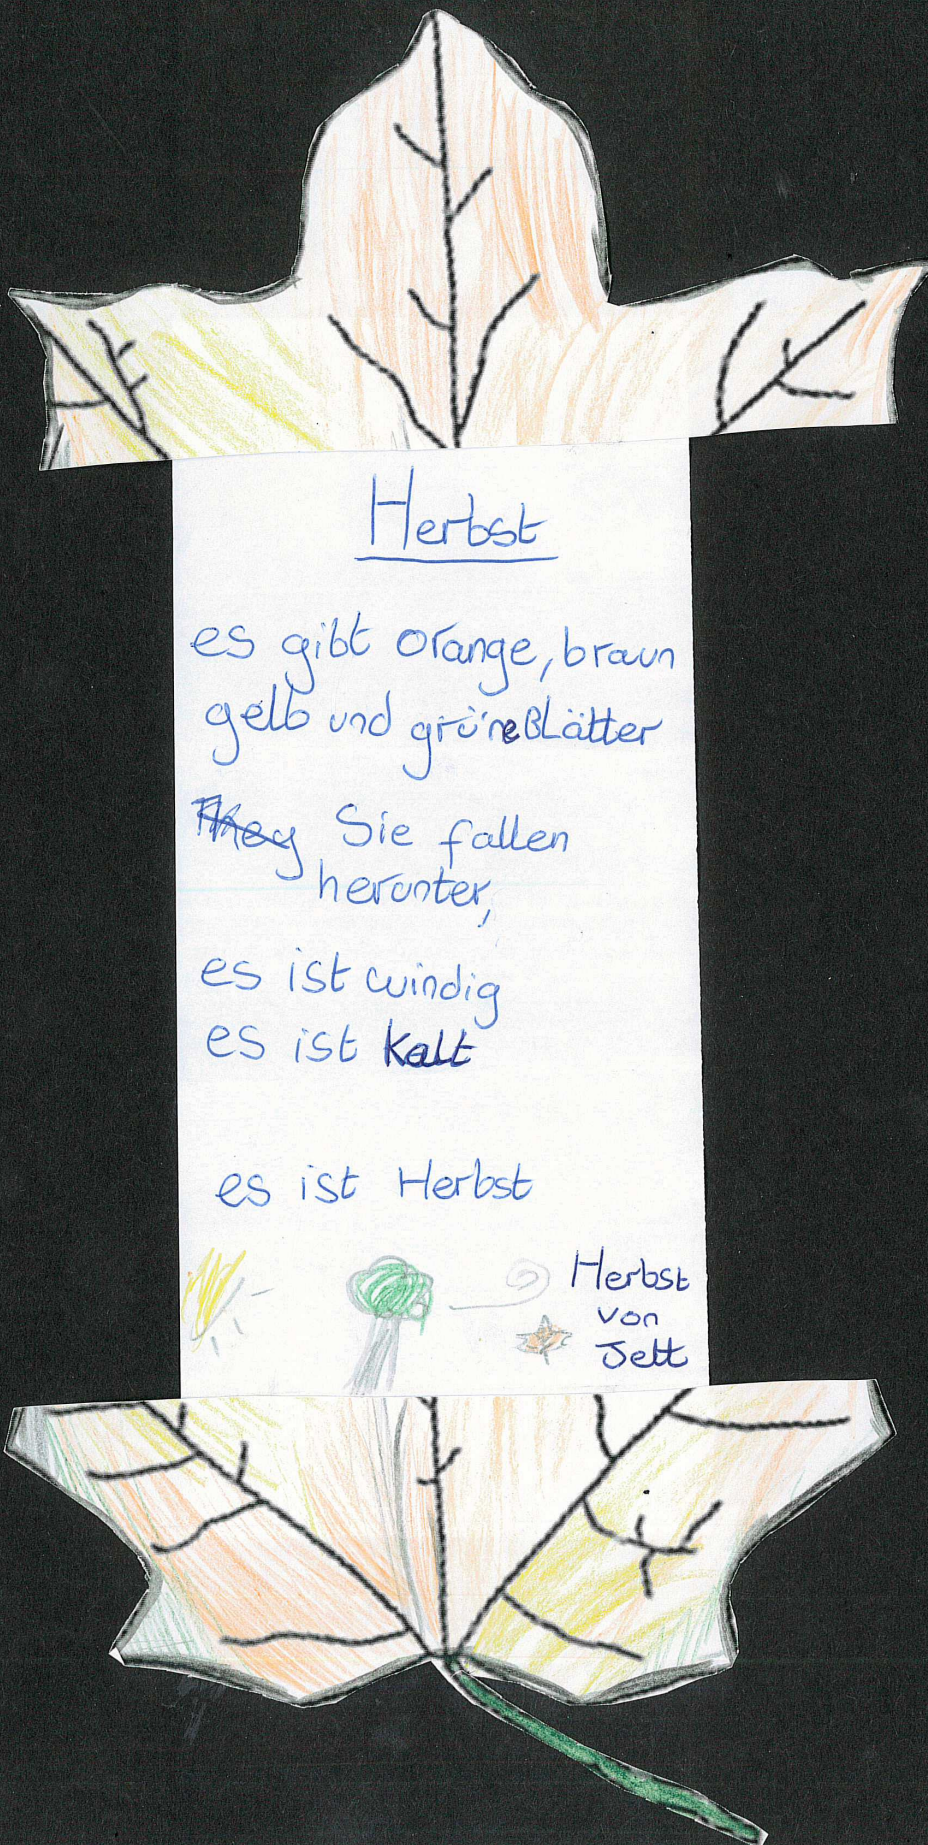 Herbst
es gibt orange, braun
gelb und grüne BLätter
Sie fallen
herunter,
es ist windig
es ist kalt
es ist Herbst
Herbst
von
Jett